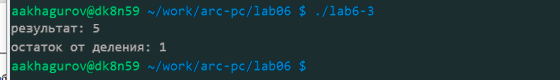 aakhagurov@dk8n59 ~/work/arc-pc/lab06 $ ./lab6-3
результат: 5
остаток от деления: 1
aakhagurov@dk8n59 ~/work/arc-pc/lab06 $